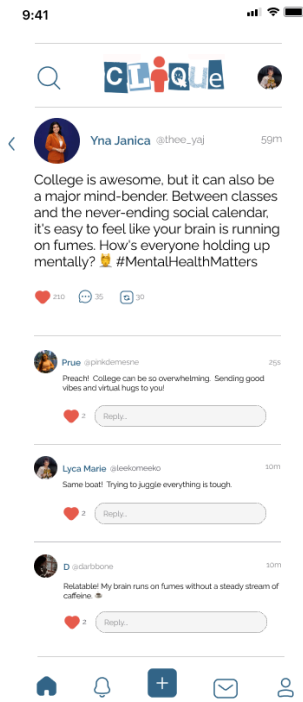 9:41
CLiQue
Yna Janica @thee_yaj 59m
College is awesome, but it can also be
a major mind-bender. Between classes
and the never-ending social calendar,
it's easy to feel like your brain is running
on fumes. How's everyone holding up
mentally? 🤦 #MentalHealthMatters
210 35 30
Prue @pinkdemesne 25s
Preach! College can be so overwhelming. Sending good
vibes and virtual hugs to you!
2 Reply...
Lyca Marie @leekomeeko 10m
Same boat! Trying to juggle everything is tough.
2 Reply...
D @darbbone 10m
Relatable! My brain runs on fumes without a steady stream of
caffeine. ☕
2 Reply...